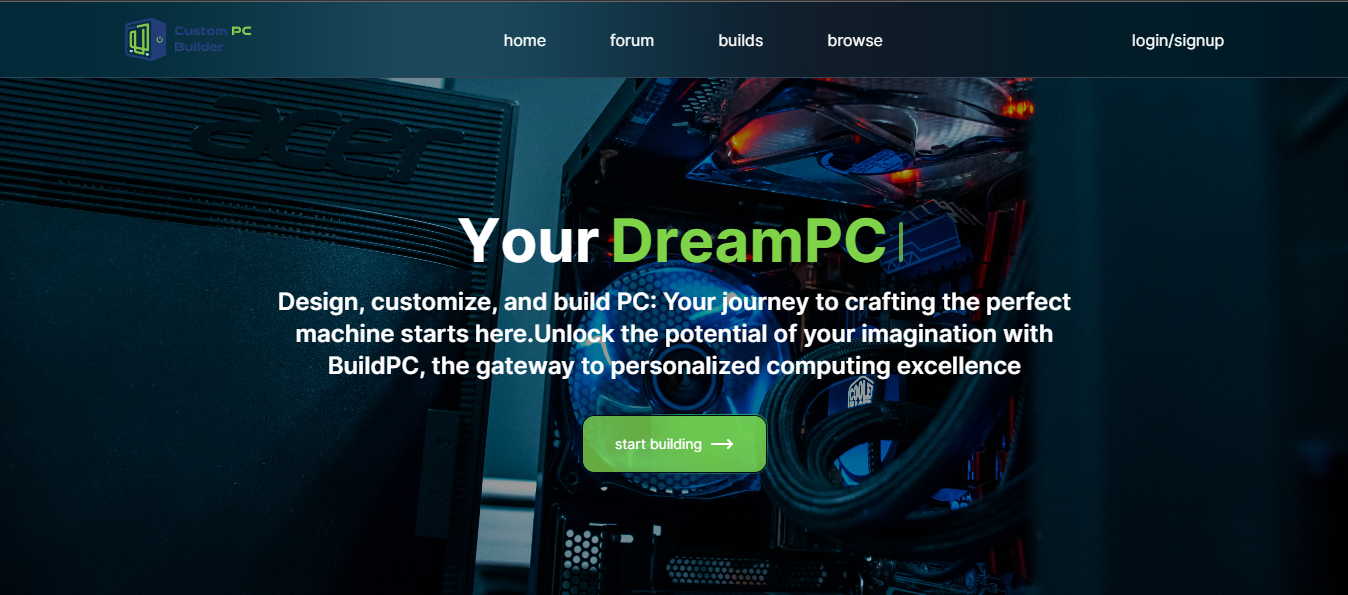 Custom PC
Builder
home
forum
builds
browse
login/signup
acer
Your DreamPC
Design, customize, and build PC: Your journey to crafting the perfect
machine starts here.Unlock the potential of your imagination with
BuildPC, the gateway to personalized computing excellence
COOLER
start building